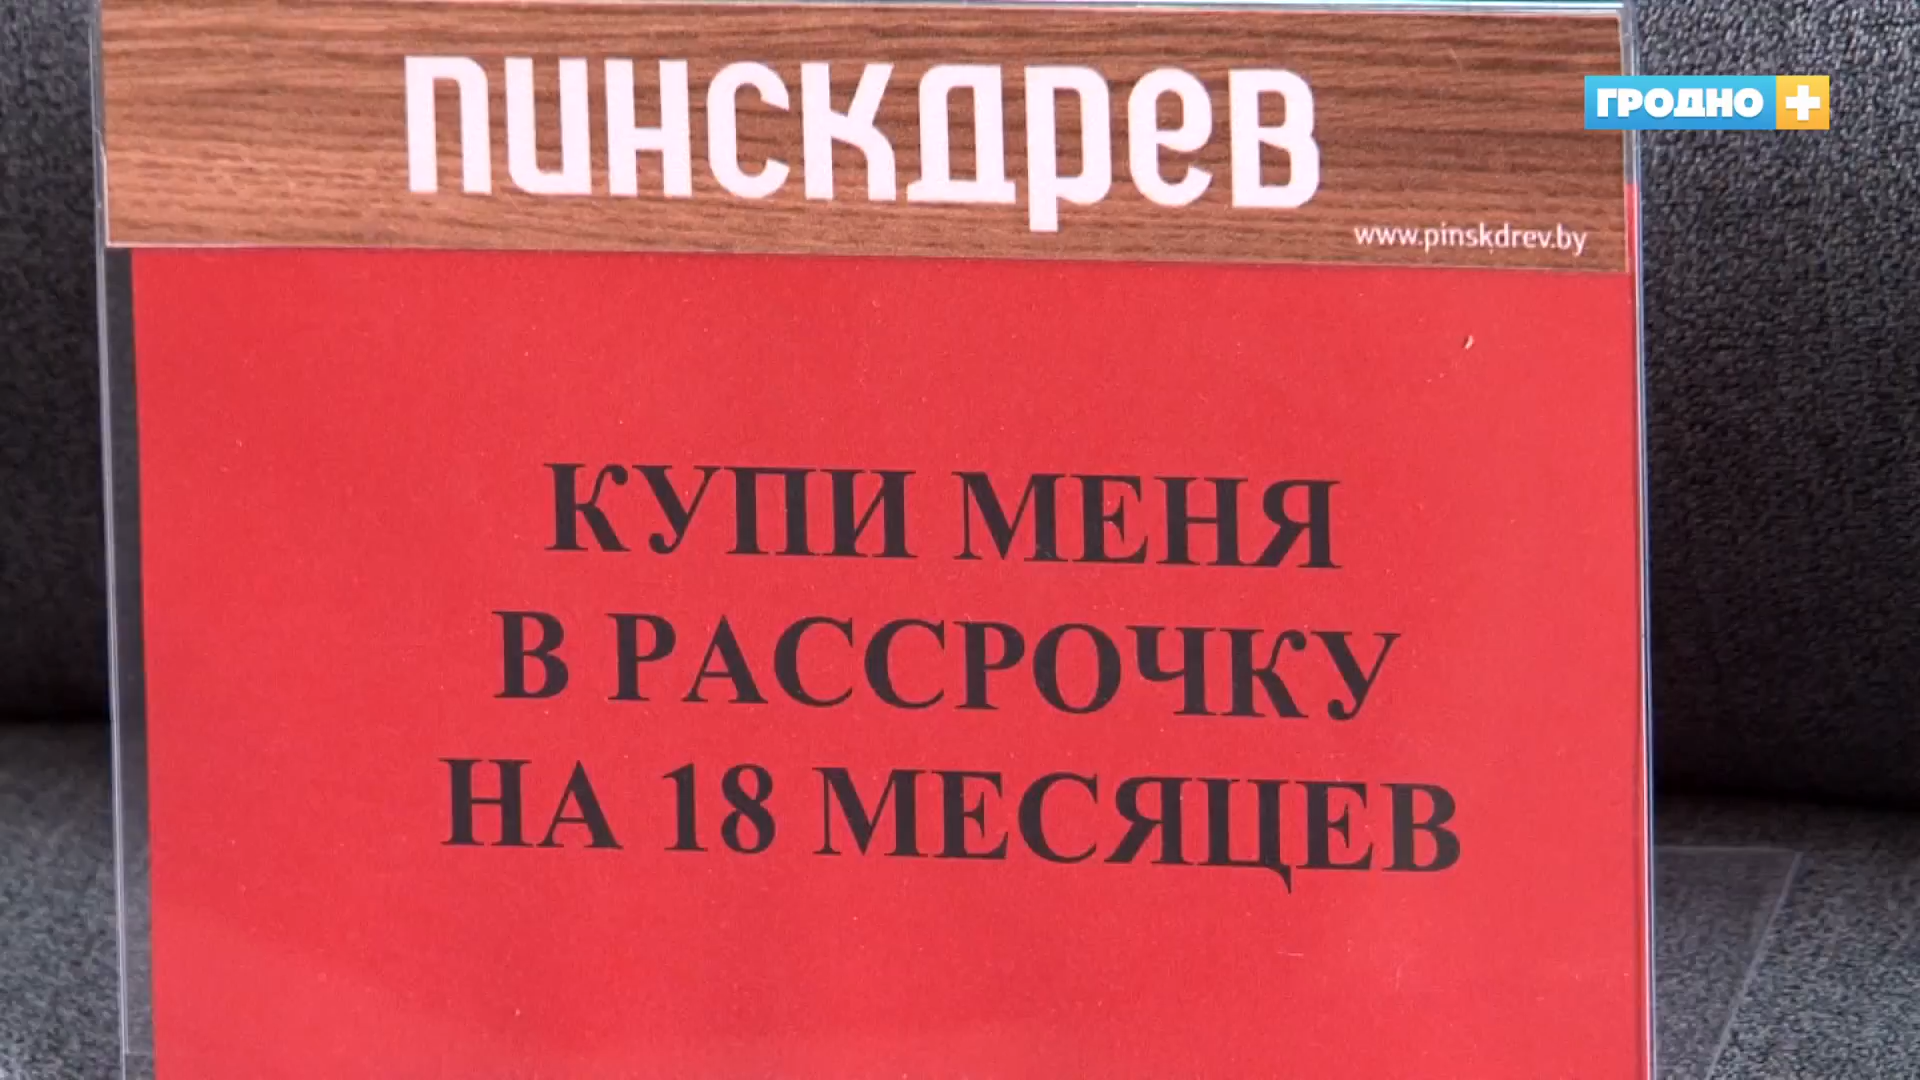 ПИНСКДРЕВ
ГРОДНО +
www.pinskdrev.by
КУПИ МЕНЯ
В РАССРОЧКУ
НА 18 МЕСЯЦЕВ